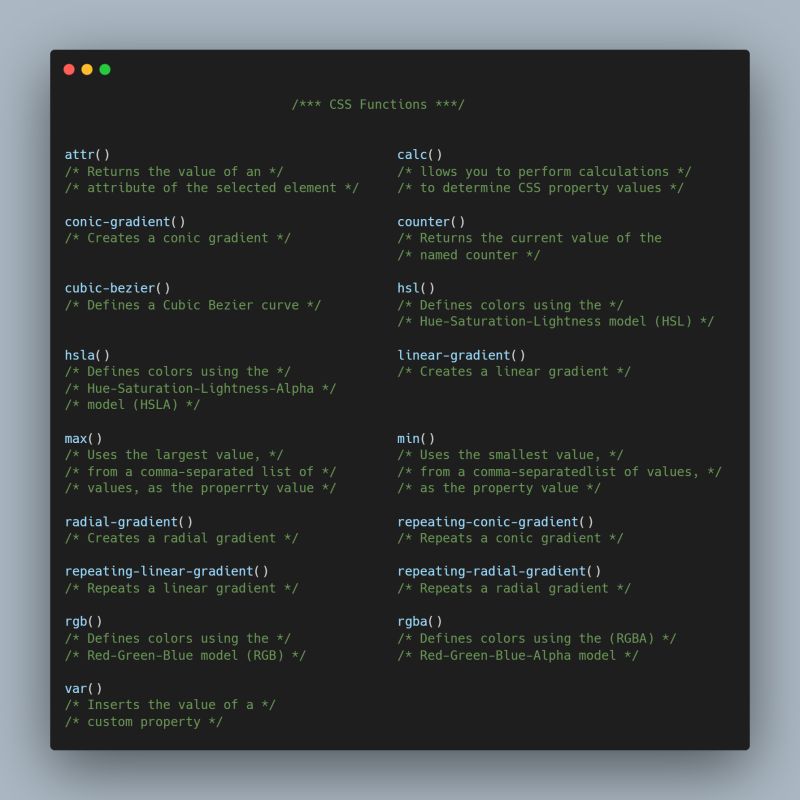 /*** CSS Functions ***/
attr()
/* Returns the value of an */
/* attribute of the selected element */
calc()
/* llows you to perform calculations */
/* to determine CSS property values */
conic-gradient()
/* Creates a conic gradient */
counter()
/* Returns the current value of the
/* named counter */
cubic-bezier()
/* Defines a Cubic Bezier curve */
hsl()
/* Defines colors using the */
/* Hue-Saturation-Lightness model (HSL) */
hsla()
/* Defines colors using the */
/* Hue-Saturation-Lightness-Alpha */
/* model (HSLA) */
linear-gradient()
/* Creates a linear gradient */
max()
/* Uses the largest value, */
/* from a comma-separated list of */
/* values, as the properrty value */
min()
/* Uses the smallest value, */
/* from a comma-separatedlist of values, */
/* as the property value */
radial-gradient()
/* Creates a radial gradient */
repeating-conic-gradient()
/* Repeats a conic gradient */
repeating-linear-gradient()
/* Repeats a linear gradient */
repeating-radial-gradient()
/* Repeats a radial gradient */
rgb()
/* Defines colors using the */
/* Red-Green-Blue model (RGB) */
rgba()
/* Defines colors using the (RGBA) */
/* Red-Green-Blue-Alpha model */
var()
/* Inserts the value of a */
/* custom property */